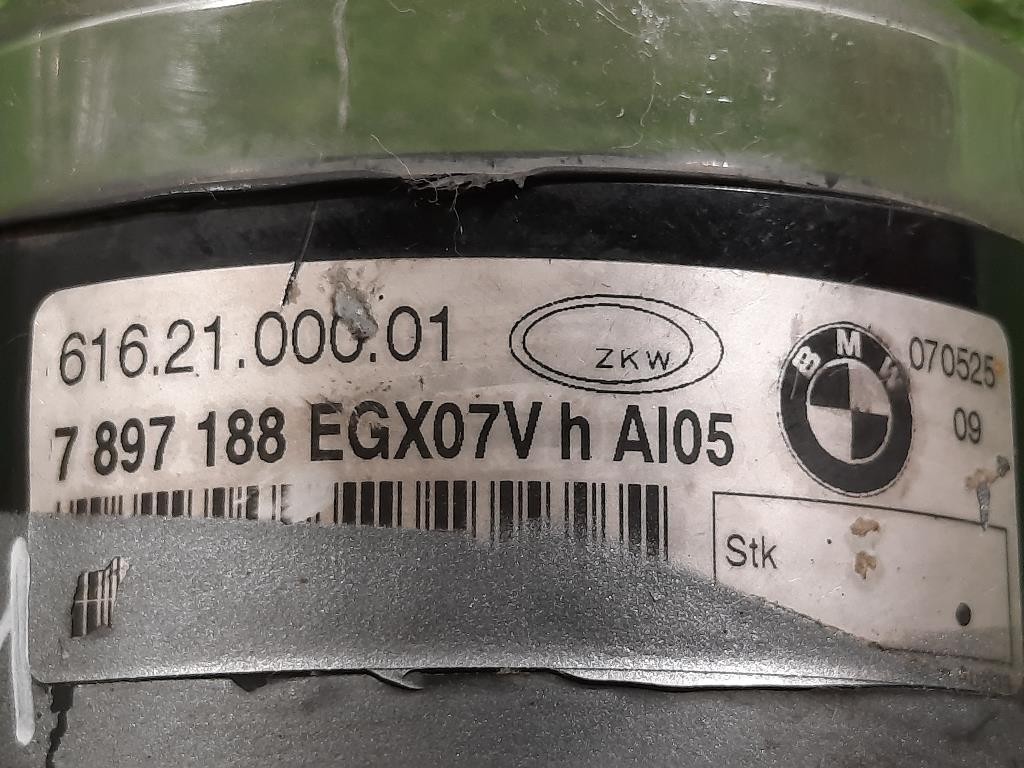 616.21.000.01
ZKW
BMW
070525
09
7 897 188 EGX07V h AI05
Stk